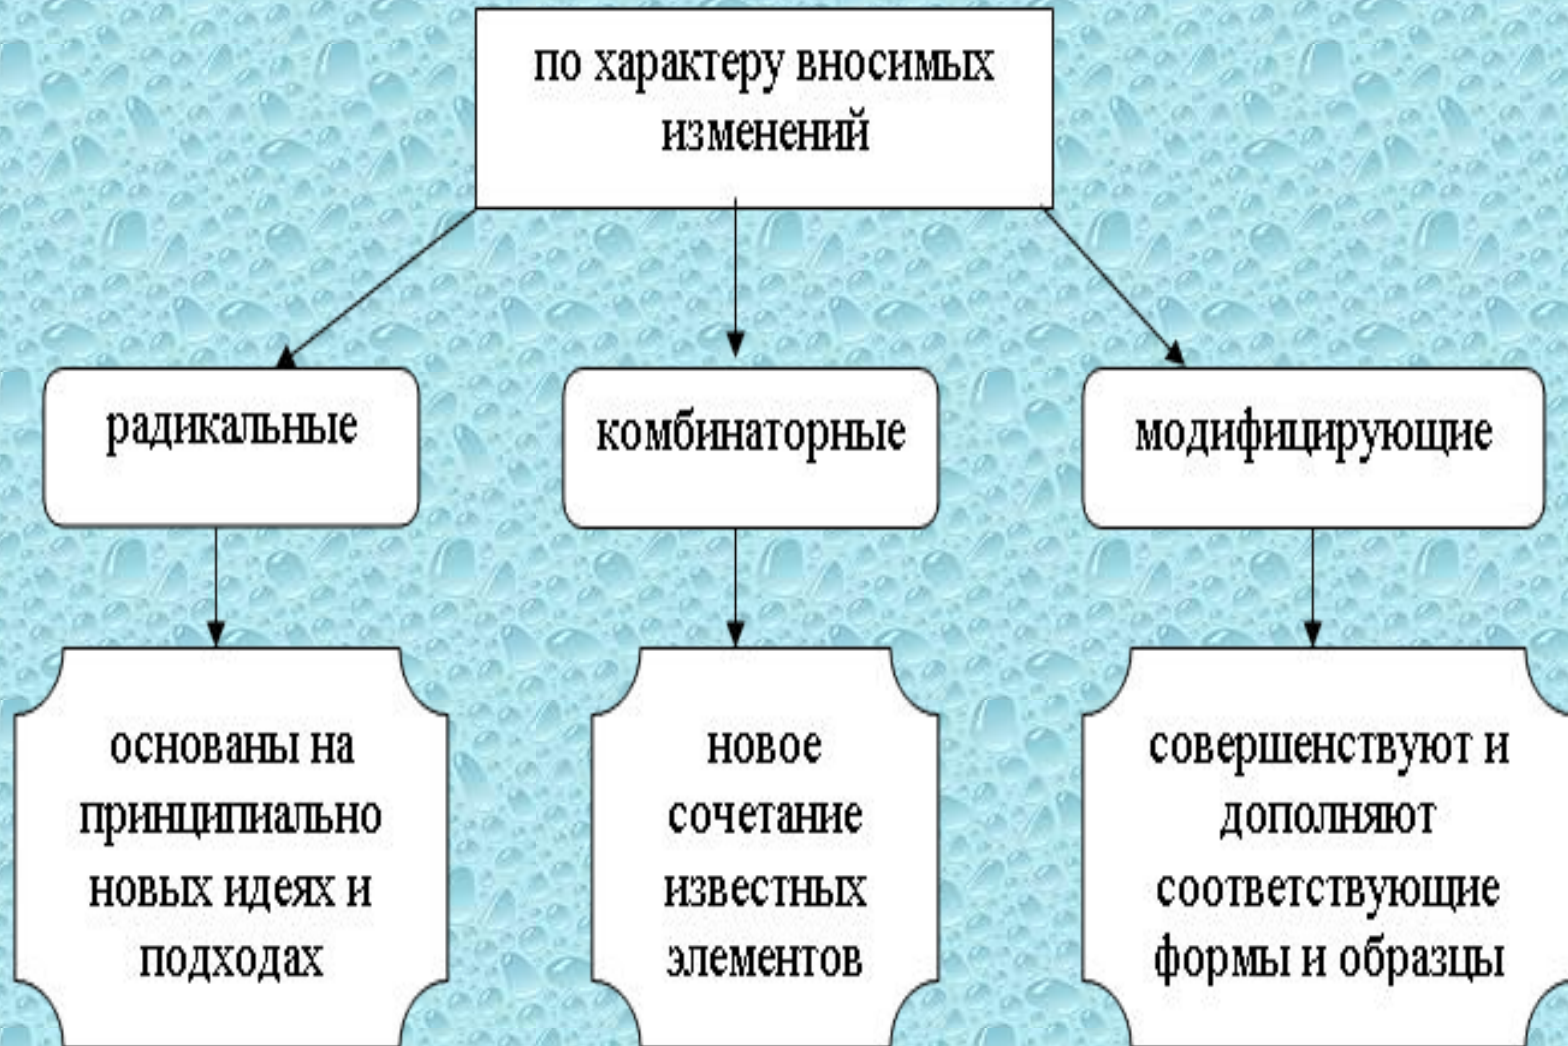 по характеру вносимых
изменений
радикальные
комбинаторные
модифицирующие
основаны на
принципиально
новых идеях и
подходах
новое
сочетание
известных
элементов
совершенствуют и
дополняют
соответствующие
формы и образцы